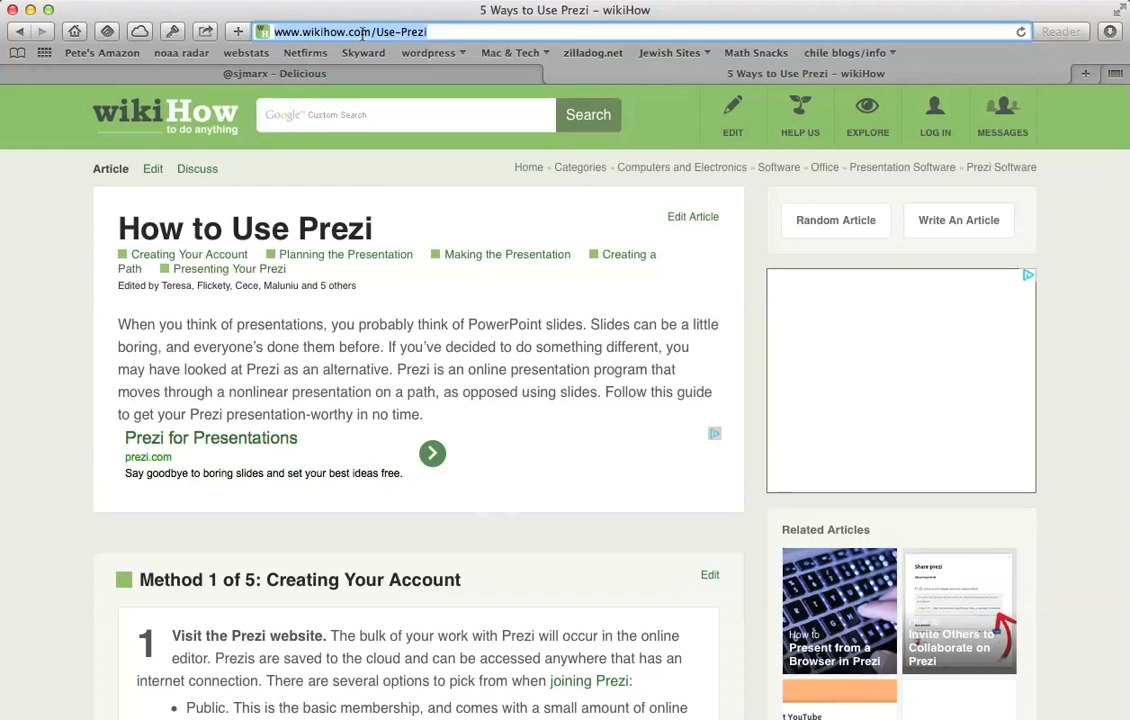 5 Ways to Use Prezi – wikiHow
www.wikihow.com/Use-Prezi
Reader
Pete's Amazon noaa radar webstats Netfirms Skyward wordpress Mac & Tech zilladog.net Jewish Sites Math Snacks chile blogs/info
@sjmarx – Delicious
5 Ways to Use Prezi – wikiHow
wikiHow
to do anything
Google Custom Search
Search
EDIT HELP US EXPLORE LOG IN MESSAGES
Article Edit Discuss
Home » Categories » Computers and Electronics » Software » Office » Presentation Software » Prezi Software
How to Use Prezi
Edit Article
Creating Your Account Planning the Presentation Making the Presentation Creating a
Path Presenting Your Prezi
Edited by Teresa, Flickety, Cece, Maluniu and 5 others
When you think of presentations, you probably think of PowerPoint slides. Slides can be a little
boring, and everyone's done them before. If you've decided to do something different, you
may have looked at Prezi as an alternative. Prezi is an online presentation program that
moves through a nonlinear presentation on a path, as opposed using slides. Follow this guide
to get your Prezi presentation-worthy in no time.
Prezi for Presentations
prezi.com
Say goodbye to boring slides and set your best ideas free.
Method 1 of 5: Creating Your Account
Edit
1 Visit the Prezi website. The bulk of your work with Prezi will occur in the online
editor. Prezis are saved to the cloud and can be accessed anywhere that has an
internet connection. There are several options to pick from when joining Prezi:
• Public. This is the basic membership, and comes with a small amount of online
Random Article
Write An Article
Related Articles
How to
Present from a
Browser in Prezi
Share prezi
How to
Invite Others to
Collaborate on
Prezi
t YouTube